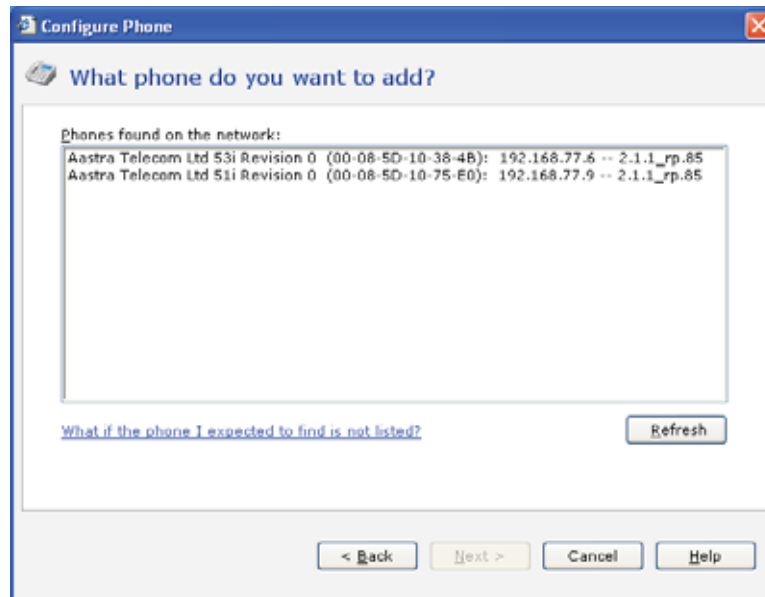 Configure Phone
What phone do you want to add?
Phones found on the network:
Aastra Telecom Ltd 53i Revision 0 (00-08-5D-10-38-4B): 192.168.77.6 -- 2.1.1_rp.85
Aastra Telecom Ltd 51i Revision 0 (00-08-5D-10-75-E0): 192.168.77.9 -- 2.1.1_rp.85
What if the phone I expected to find is not listed?
Refresh
< Back
Next >
Cancel
Help